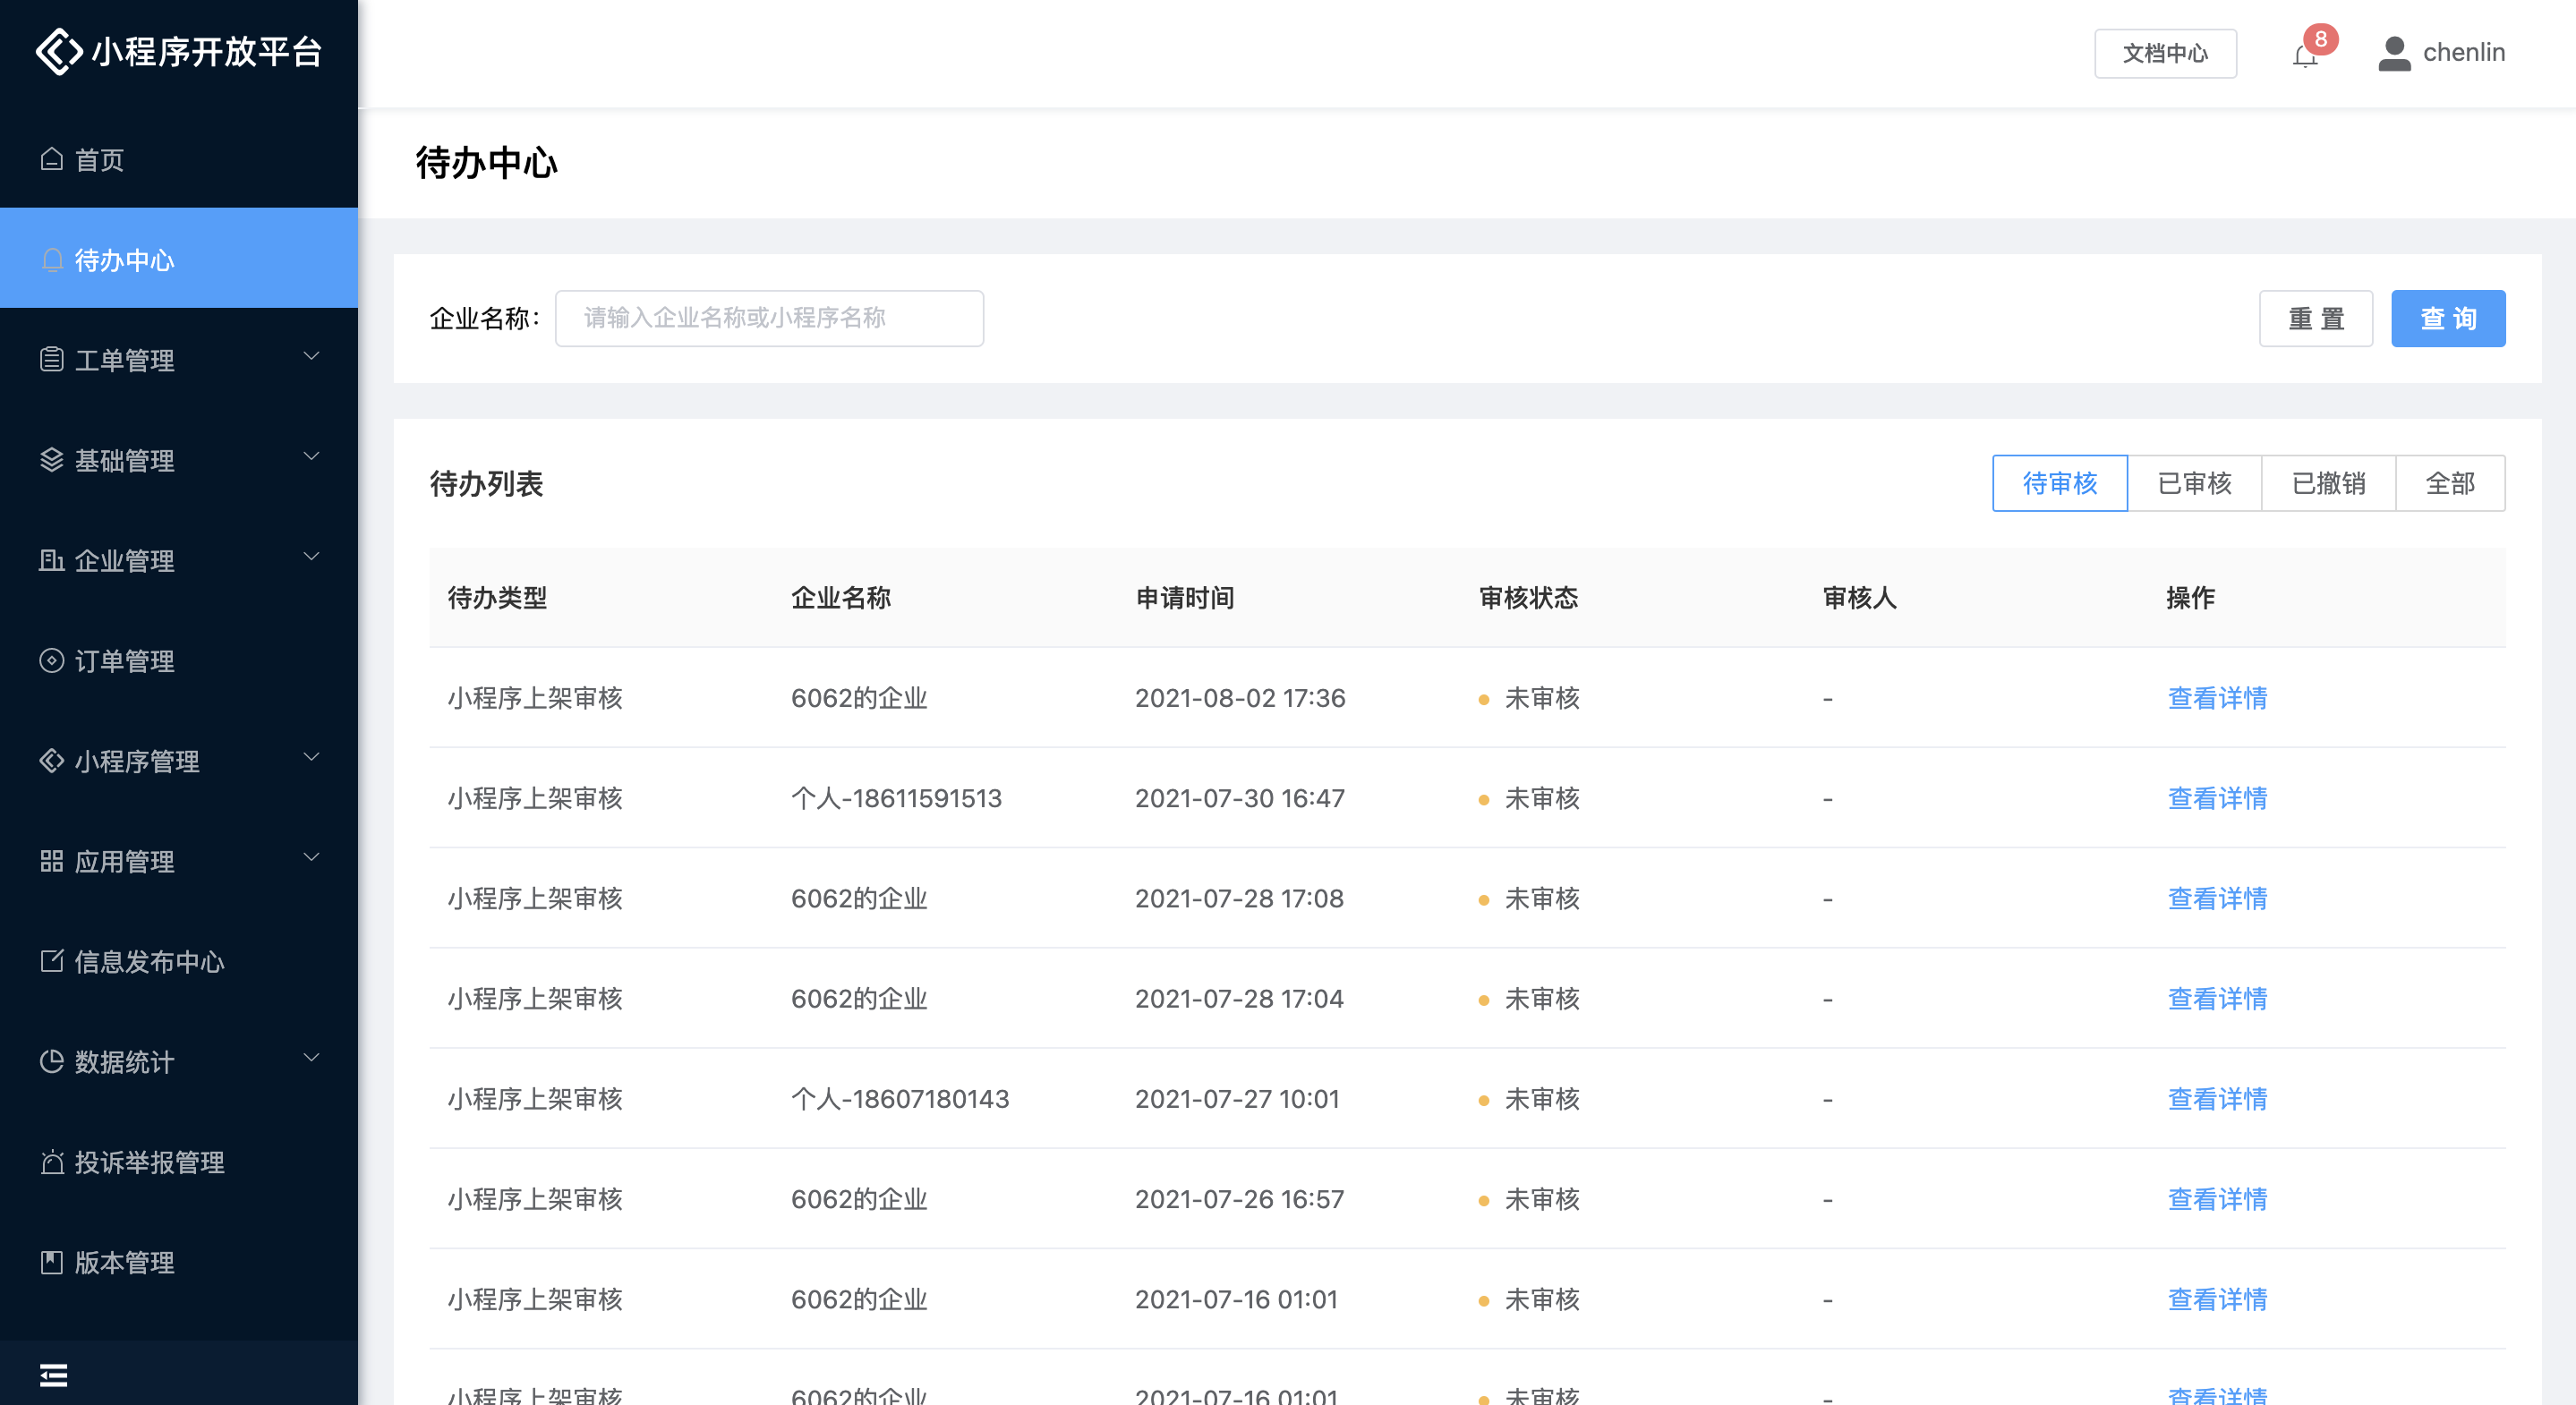 小程序开放平台
文档中心
8
chenlin
首页
待办中心
工单管理
基础管理
企业管理
订单管理
小程序管理
应用管理
信息发布中心
数据统计
投诉举报管理
版本管理
待办中心
企业名称:
请输入企业名称或小程序名称
重 置
查 询
待办列表
待审核
已审核
已撤销
全部
待办类型 企业名称 申请时间 审核状态 审核人 操作
小程序上架审核 6062的企业 2021-08-02 17:36 未审核 - 查看详情
小程序上架审核 个人-18611591513 2021-07-30 16:47 未审核 - 查看详情
小程序上架审核 6062的企业 2021-07-28 17:08 未审核 - 查看详情
小程序上架审核 6062的企业 2021-07-28 17:04 未审核 - 查看详情
小程序上架审核 个人-18607180143 2021-07-27 10:01 未审核 - 查看详情
小程序上架审核 6062的企业 2021-07-26 16:57 未审核 - 查看详情
小程序上架审核 6062的企业 2021-07-16 01:01 未审核 - 查看详情
小程序上架审核 6062的企业 2021-07-16 01:01 未审核 - 查看详情